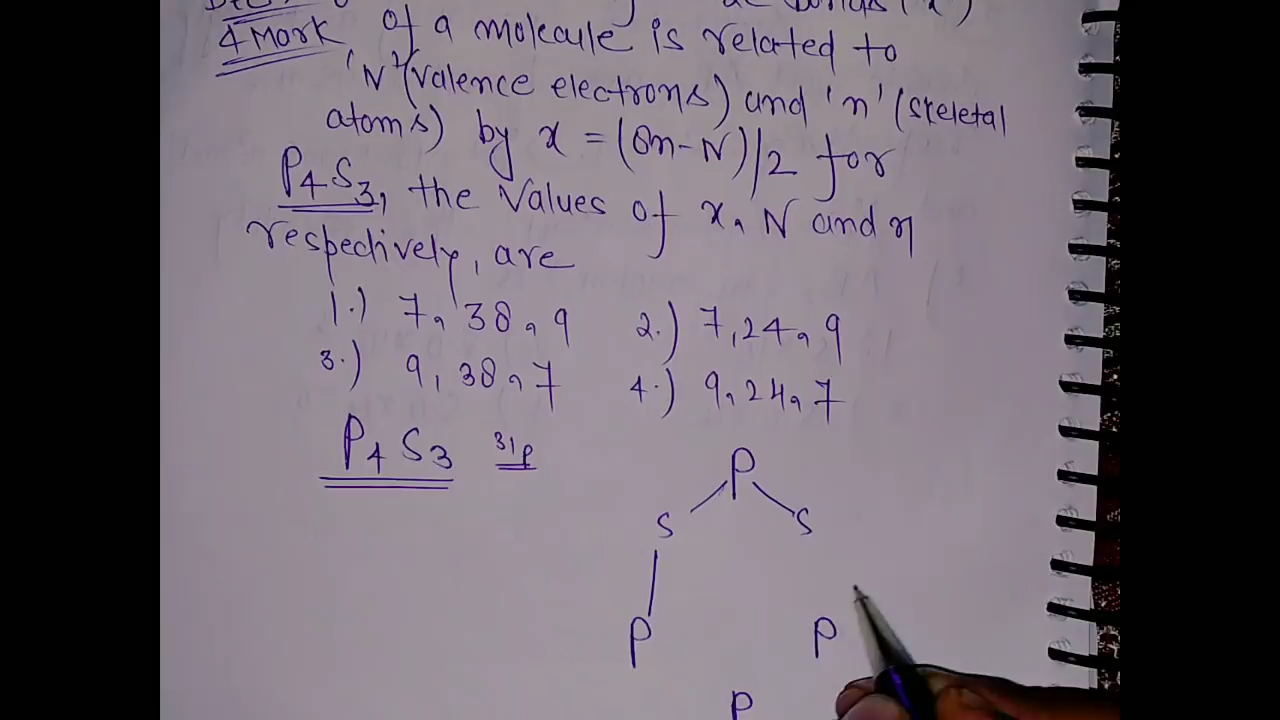 4 Mark of a molecule is related to
'N' (valence electrons) and 'n' (skeletal
atoms) by x = (8n-N)/2 for
P4S3, the values of x, N and n
respectively, are
1.) 7, 38, 9 2.) 7, 24, 9
3.) 9, 38, 7 4.) 9, 24, 7
P4S3 31P
P
S S
P P
P